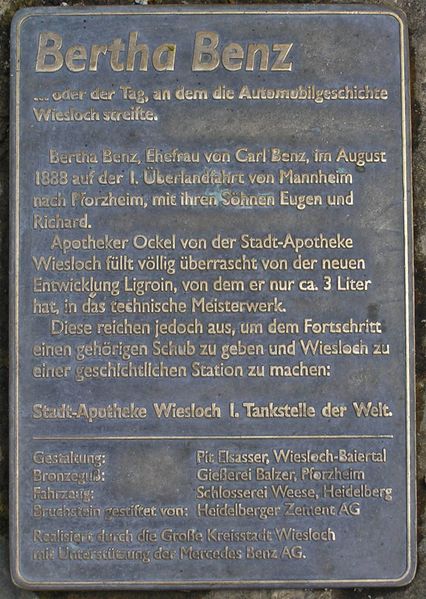 Bertha Benz
... oder der Tag, an dem die Automobilgeschichte
Wiesloch streifte.
Bertha Benz, Ehefrau von Carl Benz, im August
1888 auf der 1. Überlandfahrt von Mannheim
nach Pforzheim, mit ihren Söhnen Eugen und
Richard.
Apotheker Ockel von der Stadt-Apotheke
Wiesloch füllt völlig überrascht von der neuen
Entwicklung Ligroin, von dem er nur ca. 3 Liter
hat, in das technische Meisterwerk.
Diese reichen jedoch aus, um dem Fortschritt
einen gehörigen Schub zu geben und Wiesloch zu
einer geschichtlichen Station zu machen:
Stadt-Apotheke Wiesloch 1. Tankstelle der Welt.
Gestaltung: Pit Elsasser, Wiesloch-Baiertal
Bronzeguß: Gießerei Balzer, Pforzheim
Fahrzeug: Schlosserei Weese, Heidelberg
Bruchstein gestiftet von: Heidelberger Zement AG
Realisiert durch die Große Kreisstadt Wiesloch
mit Unterstützung der Mercedes Benz AG.